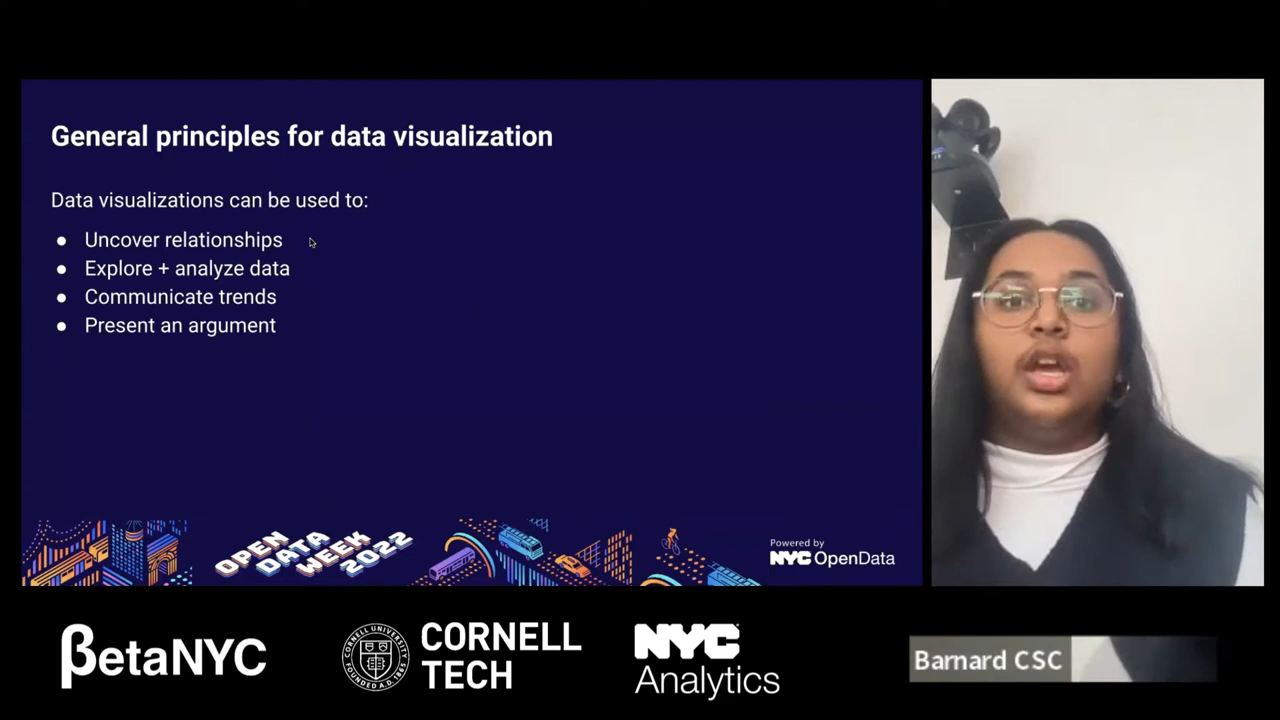 General principles for data visualization
Data visualizations can be used to:
● Uncover relationships
● Explore + analyze data
● Communicate trends
● Present an argument
OPEN
DATA
WEEK
2022
Powered by
NYC OpenData
βetaNYC
CORNELL
TECH
NYC
Analytics
Barnard CSC